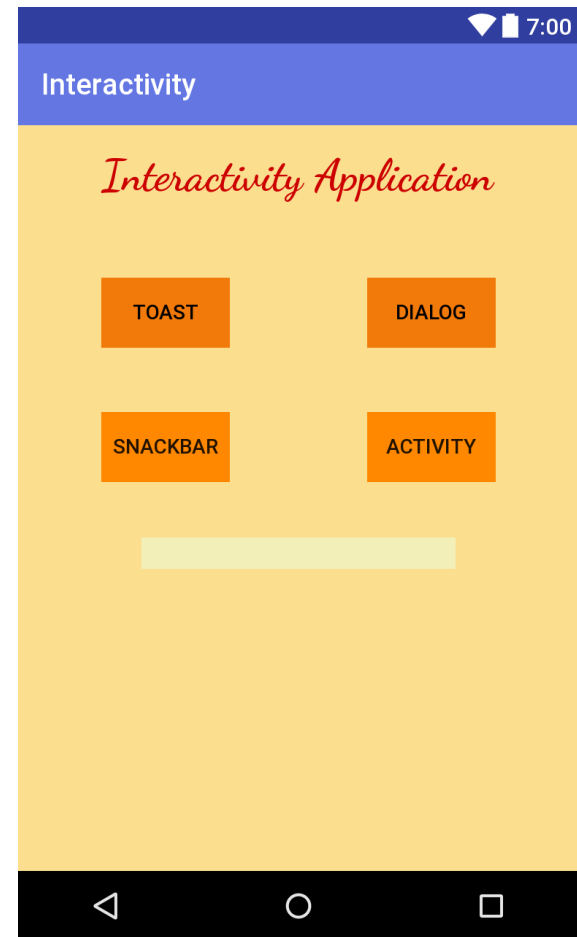 7:00
Interactivity
Interactivity Application
TOAST DIALOG
SNACKBAR ACTIVITY